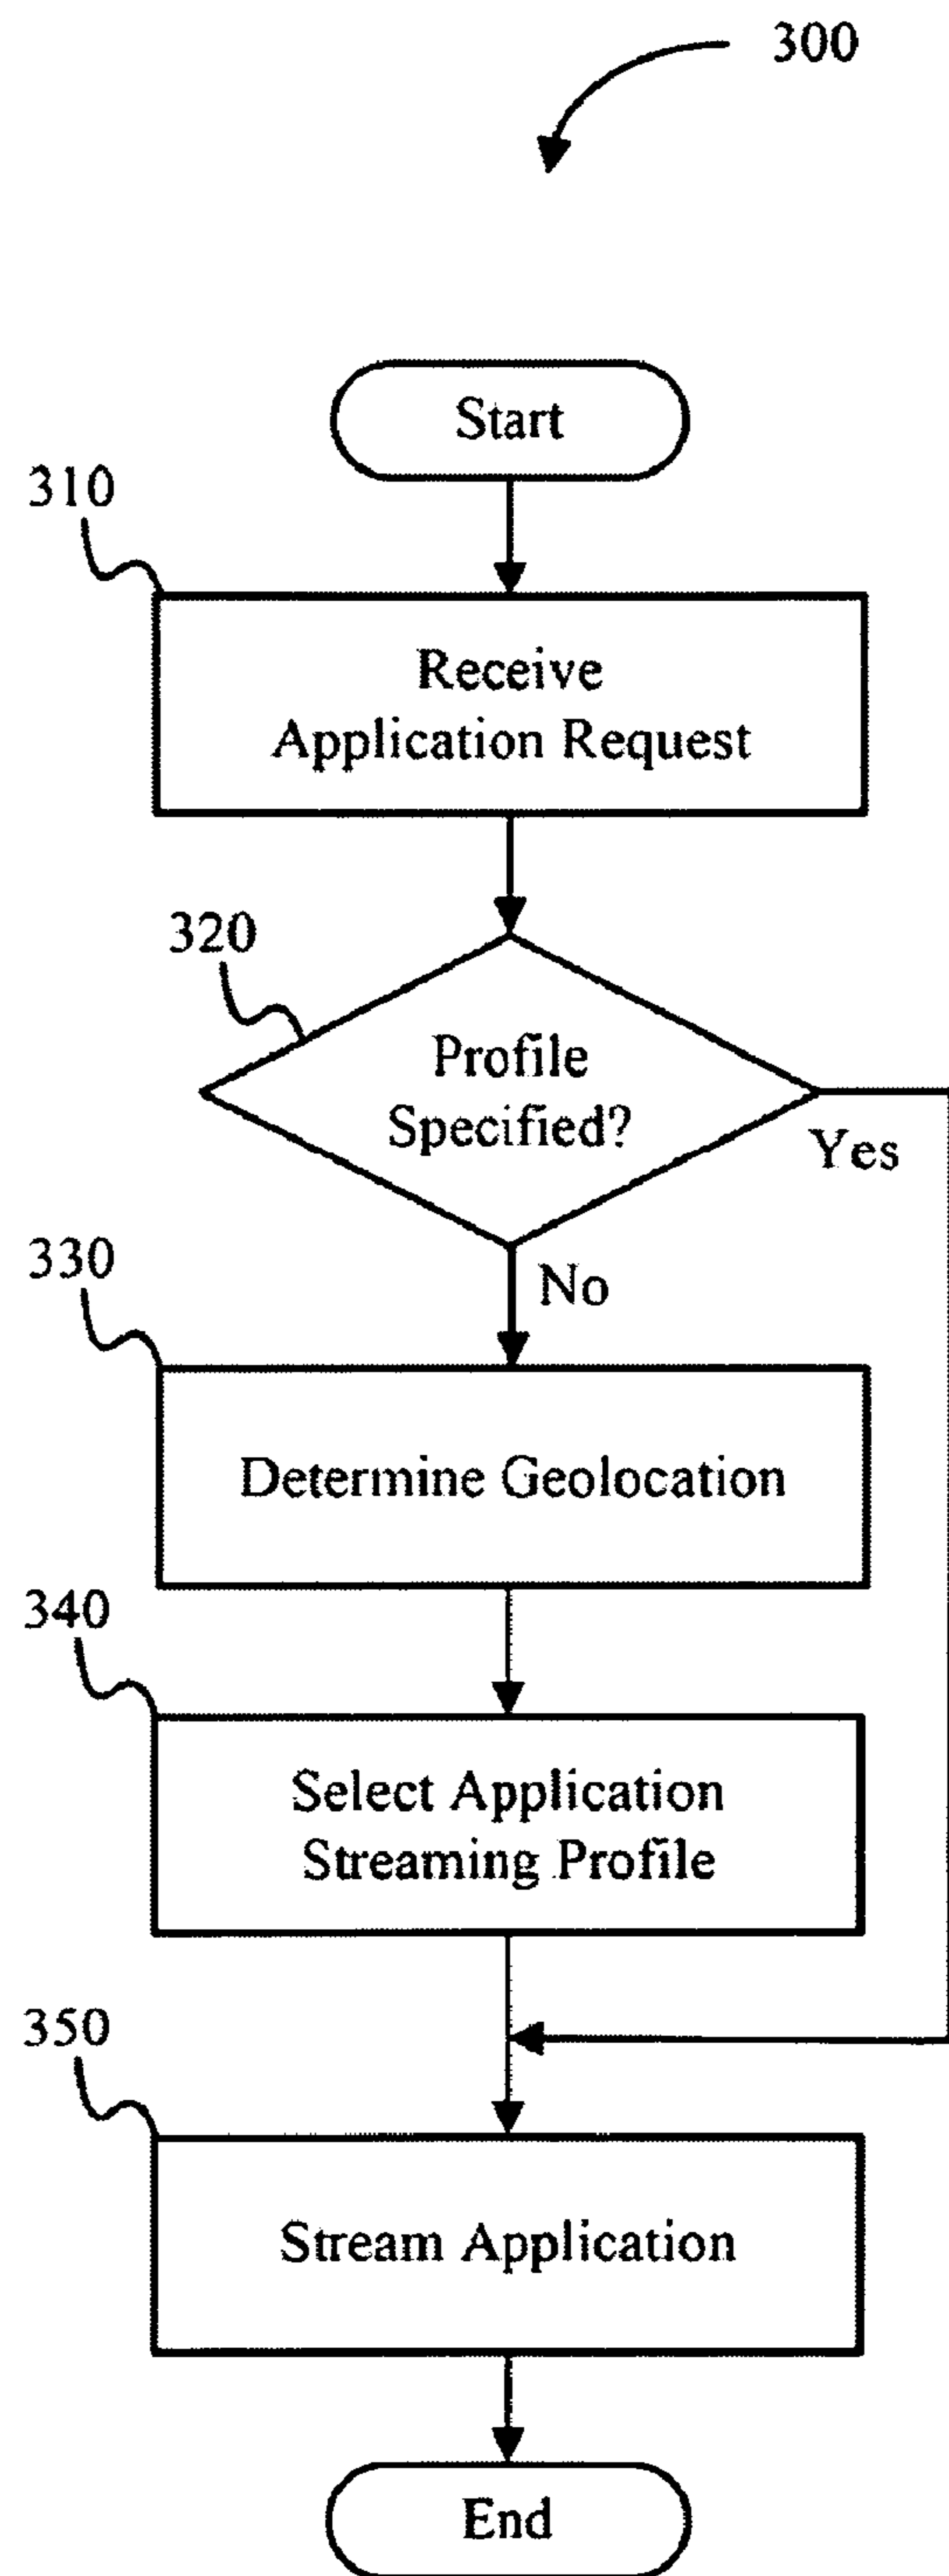 300
Start
310
Receive
Application Request
320
Profile
Specified?
Yes
No
330
Determine Geolocation
340
Select Application
Streaming Profile
350
Stream Application
End